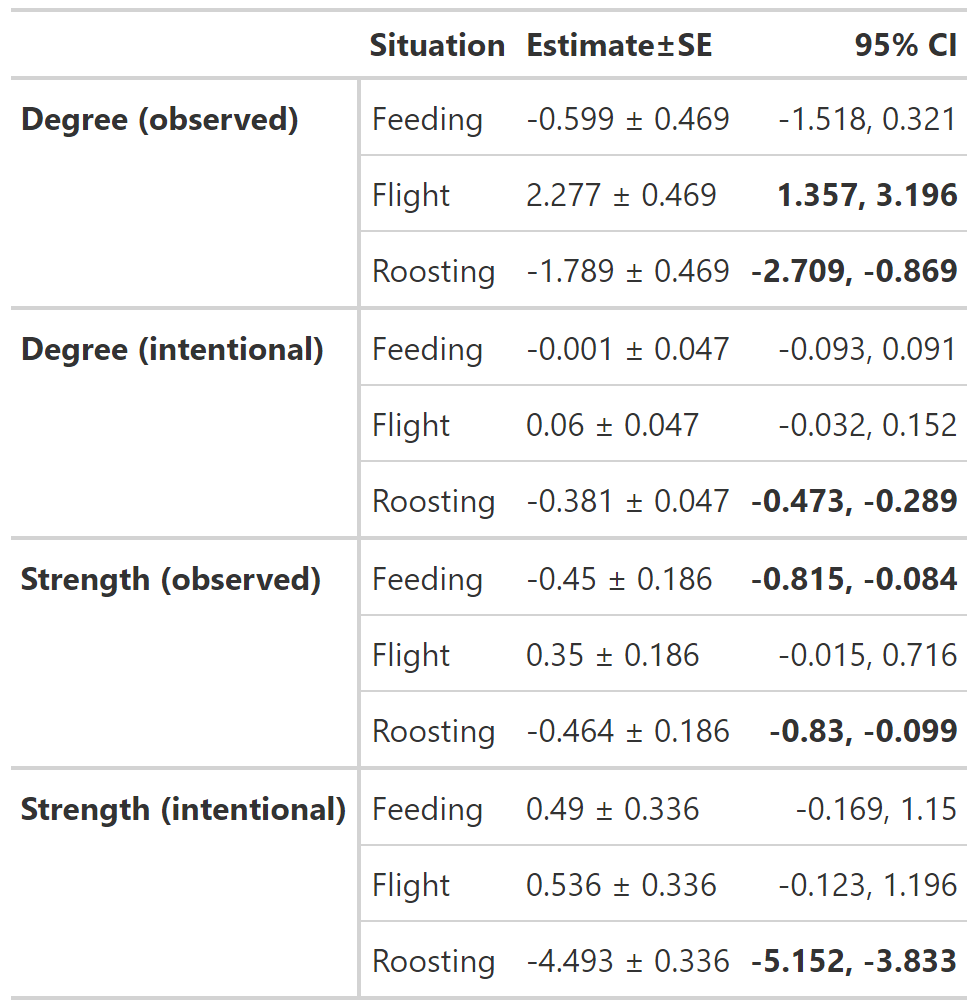 Situation Estimate±SE 95% CI
Degree (observed) Feeding -0.599 ± 0.469 -1.518, 0.321
Flight 2.277 ± 0.469 1.357, 3.196
Roosting -1.789 ± 0.469 -2.709, -0.869
Degree (intentional) Feeding -0.001 ± 0.047 -0.093, 0.091
Flight 0.06 ± 0.047 -0.032, 0.152
Roosting -0.381 ± 0.047 -0.473, -0.289
Strength (observed) Feeding -0.45 ± 0.186 -0.815, -0.084
Flight 0.35 ± 0.186 -0.015, 0.716
Roosting -0.464 ± 0.186 -0.83, -0.099
Strength (intentional) Feeding 0.49 ± 0.336 -0.169, 1.15
Flight 0.536 ± 0.336 -0.123, 1.196
Roosting -4.493 ± 0.336 -5.152, -3.833